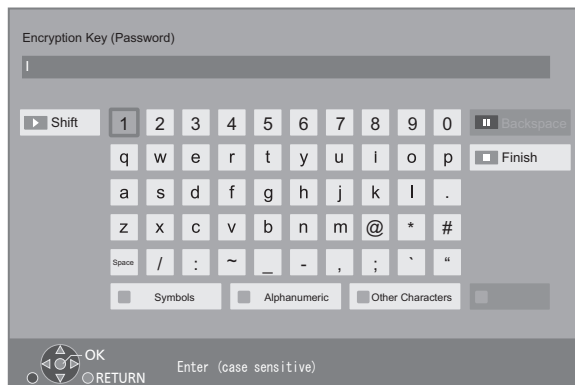 Encryption Key (Password)
Shift 1 2 3 4 5 6 7 8 9 0 Backspace
q w e r t y u i o p Finish
a s d f g h j k l .
z x c v b n m @ * #
Space / : ~ _ - , ; ` “
Symbols Alphanumeric Other Characters
OK
RETURN Enter (case sensitive)